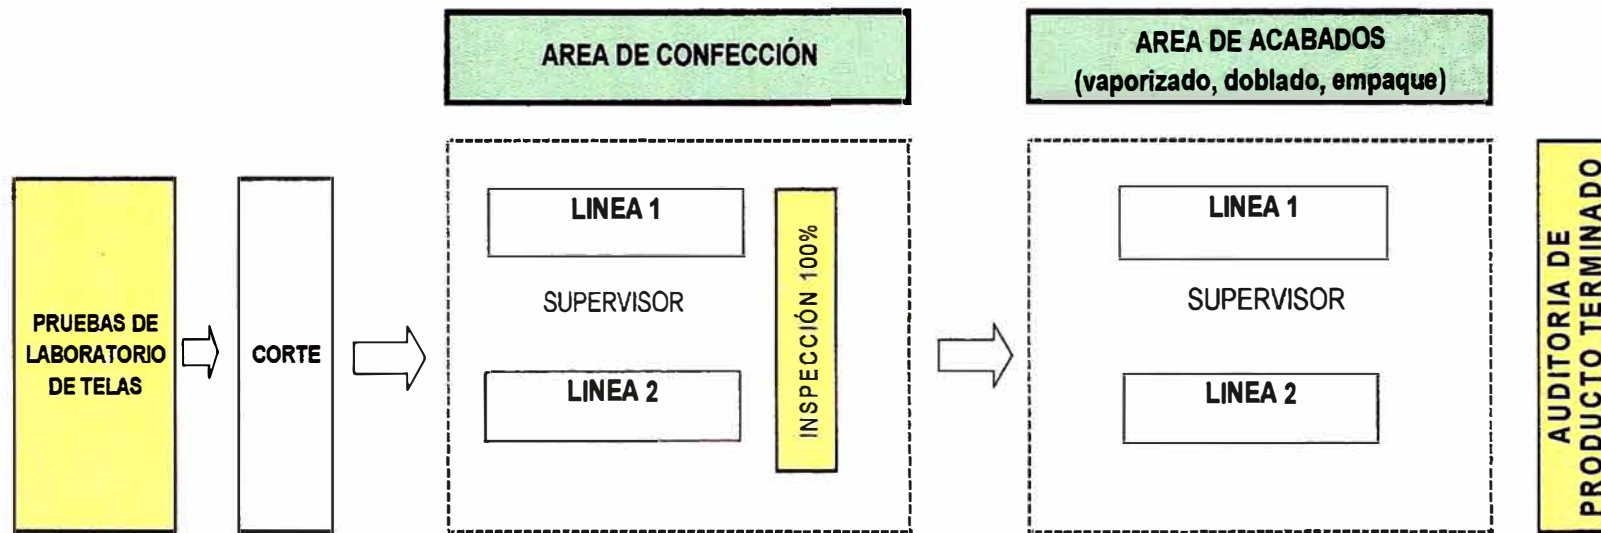 AREA DE CONFECCIÓN
AREA DE ACABADOS
(vaporizado, doblado, empaque)
PRUEBAS DE
LABORATORIO
DE TELAS
CORTE
LINEA 1
SUPERVISOR
LINEA 2
INSPECCIÓN 100%
LINEA 1
SUPERVISOR
LINEA 2
AUDITORIA DE
PRODUCTO TERMINADO